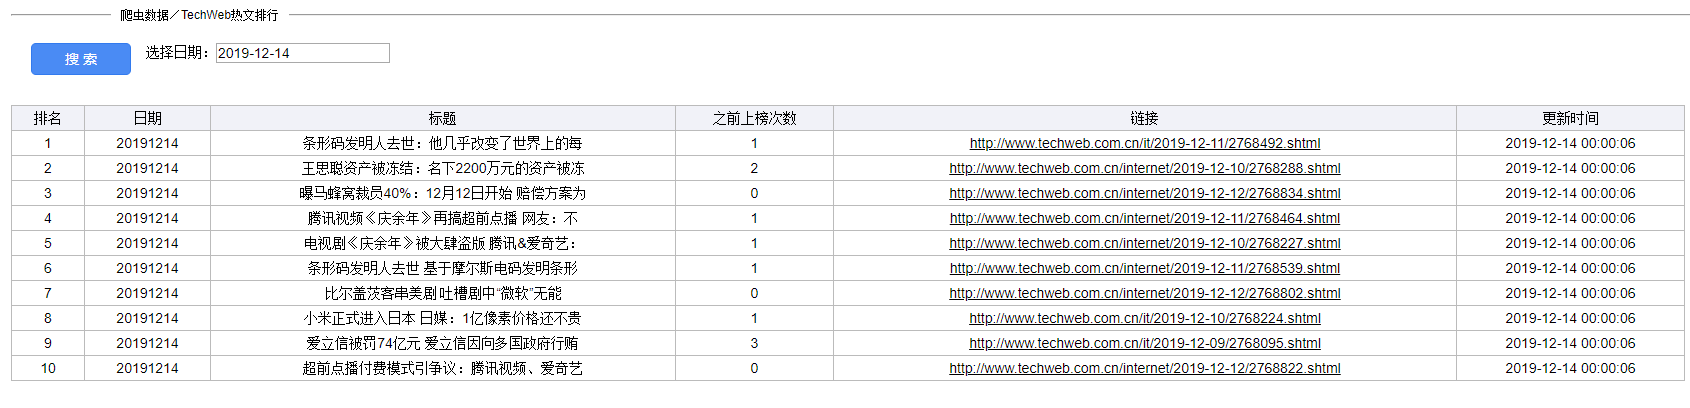 爬虫数据／TechWeb热文排行
搜 索 选择日期：2019-12-14
排名 日期 标题 之前上榜次数 链接 更新时间
1 20191214 条形码发明人去世：他几乎改变了世界上的每 1 http://www.techweb.com.cn/it/2019-12-11/2768492.shtml 2019-12-14 00:00:06
2 20191214 王思聪资产被冻结：名下2200万元的资产被冻 2 http://www.techweb.com.cn/internet/2019-12-10/2768288.shtml 2019-12-14 00:00:06
3 20191214 曝马蜂窝裁员40%：12月12日开始 赔偿方案为 0 http://www.techweb.com.cn/internet/2019-12-12/2768834.shtml 2019-12-14 00:00:06
4 20191214 腾讯视频《庆余年》再搞超前点播 网友：不 1 http://www.techweb.com.cn/internet/2019-12-11/2768464.shtml 2019-12-14 00:00:06
5 20191214 电视剧《庆余年》被大肆盗版 腾讯&爱奇艺： 1 http://www.techweb.com.cn/internet/2019-12-10/2768227.shtml 2019-12-14 00:00:06
6 20191214 条形码发明人去世 基于摩尔斯电码发明条形 1 http://www.techweb.com.cn/internet/2019-12-11/2768539.shtml 2019-12-14 00:00:06
7 20191214 比尔盖茨客串美剧 吐槽剧中“微软”无能 0 http://www.techweb.com.cn/internet/2019-12-12/2768802.shtml 2019-12-14 00:00:06
8 20191214 小米正式进入日本 日媒：1亿像素价格还不贵 1 http://www.techweb.com.cn/it/2019-12-10/2768224.shtml 2019-12-14 00:00:06
9 20191214 爱立信被罚74亿元 爱立信因向多国政府行贿 3 http://www.techweb.com.cn/it/2019-12-09/2768095.shtml 2019-12-14 00:00:06
10 20191214 超前点播付费模式引争议：腾讯视频、爱奇艺 0 http://www.techweb.com.cn/internet/2019-12-12/2768822.shtml 2019-12-14 00:00:06